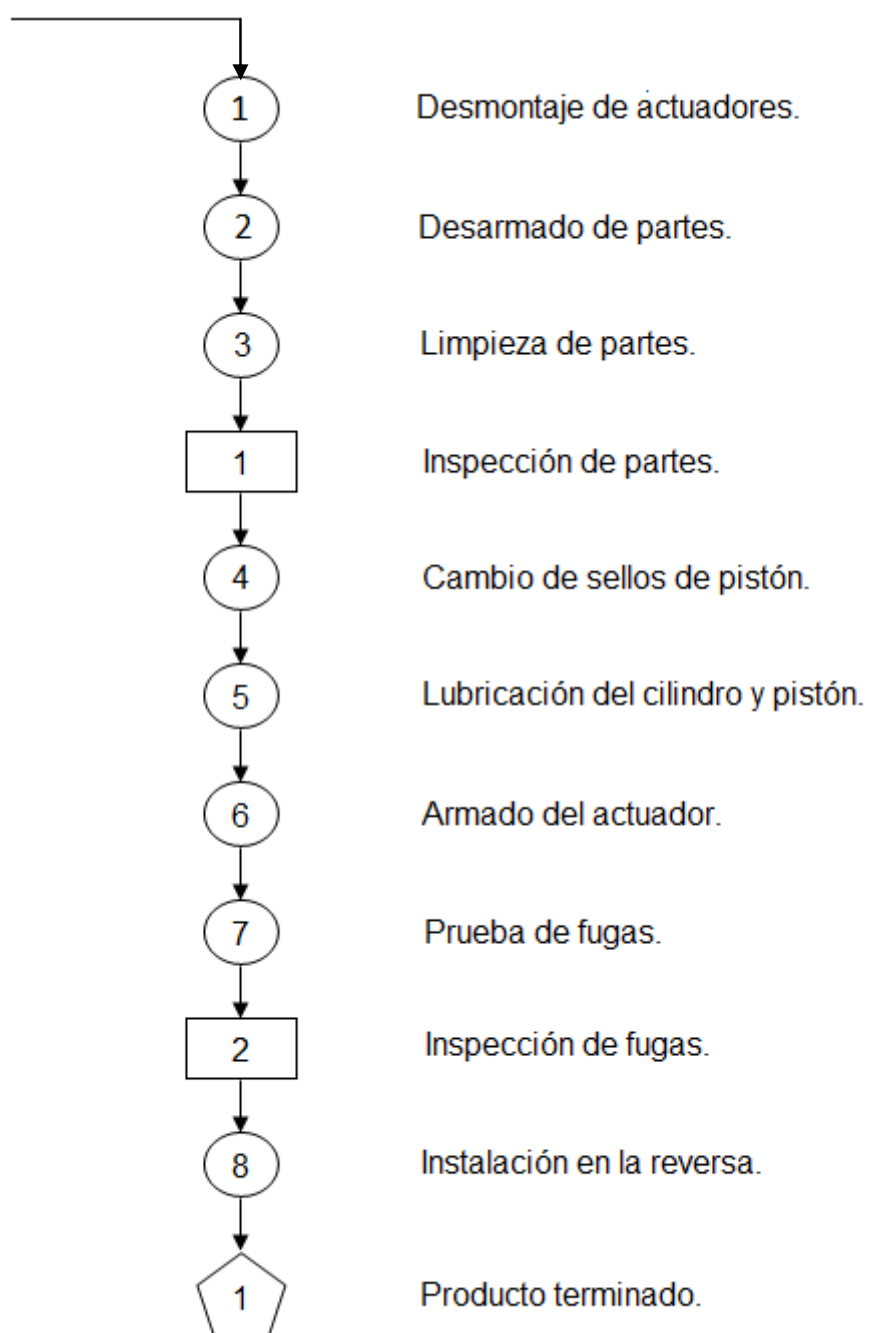 1 Desmontaje de actuadores.
2 Desarmado de partes.
3 Limpieza de partes.
1 Inspección de partes.
4 Cambio de sellos de pistón.
5 Lubricación del cilindro y pistón.
6 Armado del actuador.
7 Prueba de fugas.
2 Inspección de fugas.
8 Instalación en la reversa.
1 Producto terminado.